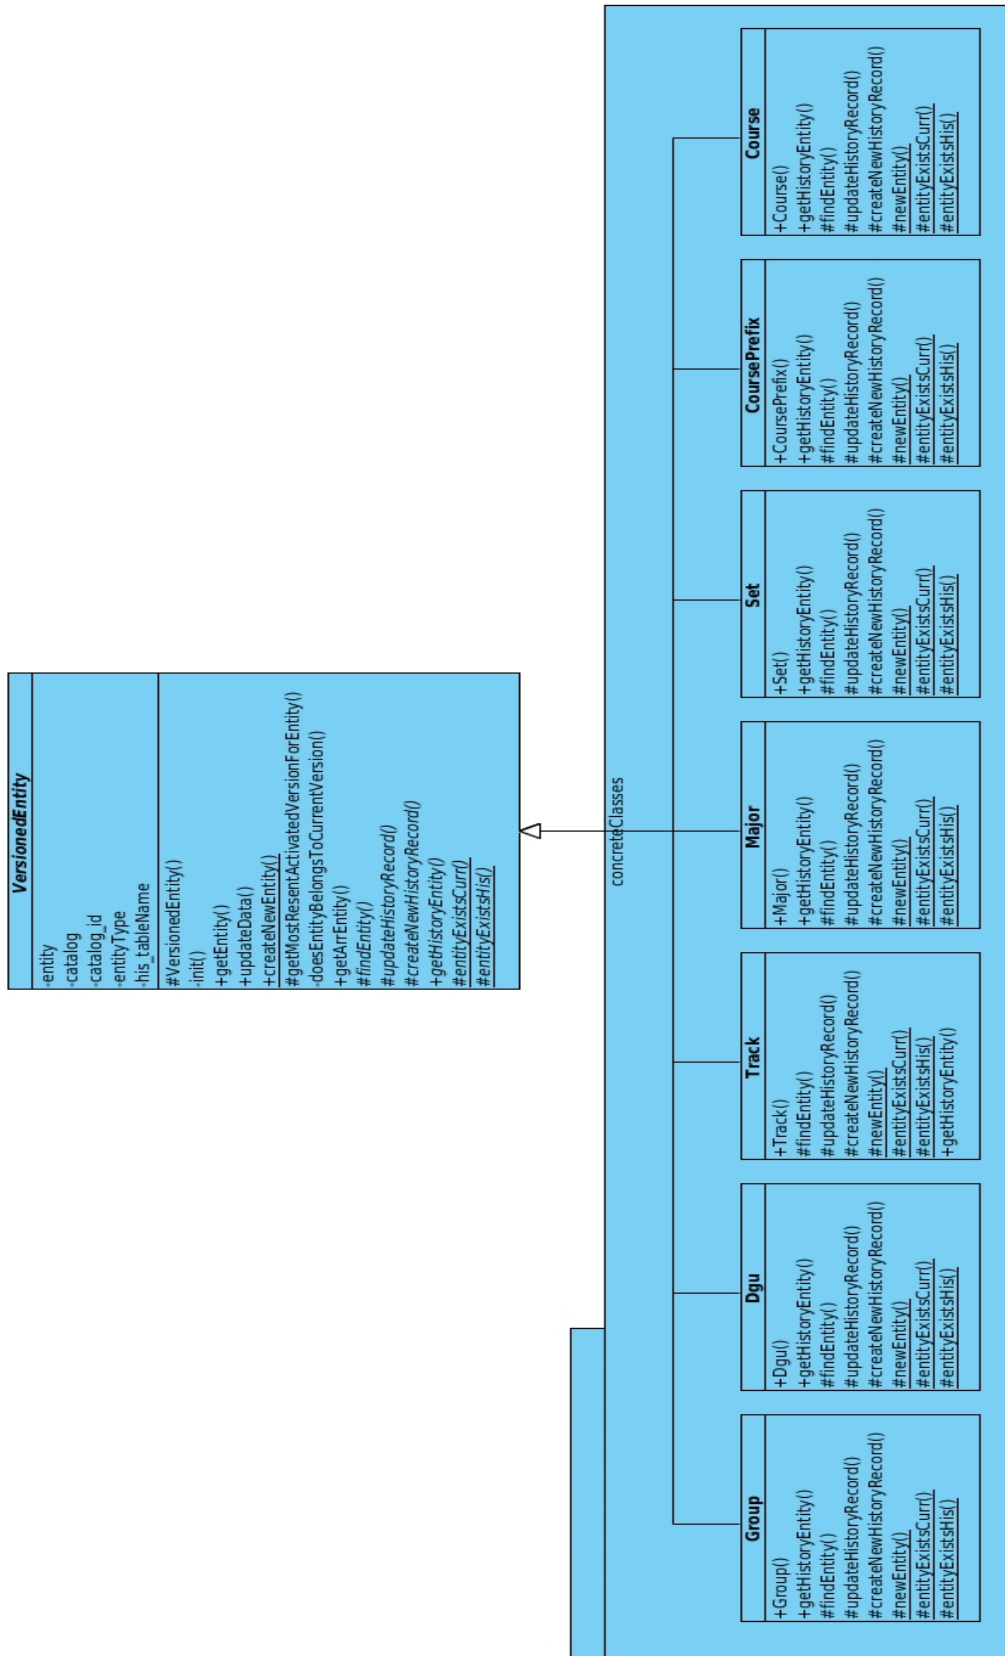 VersionedEntity
-entity
-catalog
-catalog_id
-entityType
-his_tableName
#VersionedEntity()
-init()
+getEntity()
+updateData()
+createNewEntity()
#getMostResentActivatedVersionForEntity()
-doesEntityBelongsToCurrentVersion()
+getArrEntity()
#findEntity()
#updateHistoryRecord()
#createNewHistoryRecord()
+getHistoryEntity()
#entityExistsCurr()
#entityExistsHis()
concreteClasses
Group
+Group()
+getHistoryEntity()
#findEntity()
#updateHistoryRecord()
#createNewHistoryRecord()
#newEntity()
#entityExistsCurr()
#entityExistsHis()
Dgu
+Dgu()
+getHistoryEntity()
#findEntity()
#updateHistoryRecord()
#createNewHistoryRecord()
#newEntity()
#entityExistsCurr()
#entityExistsHis()
Track
+Track()
#findEntity()
#updateHistoryRecord()
#createNewHistoryRecord()
#newEntity()
#entityExistsCurr()
#entityExistsHis()
+getHistoryEntity()
Major
+Major()
+getHistoryEntity()
#findEntity()
#updateHistoryRecord()
#createNewHistoryRecord()
#newEntity()
#entityExistsCurr()
#entityExistsHis()
Set
+Set()
+getHistoryEntity()
#findEntity()
#updateHistoryRecord()
#createNewHistoryRecord()
#newEntity()
#entityExistsCurr()
#entityExistsHis()
CoursePrefix
+CoursePrefix()
+getHistoryEntity()
#findEntity()
#updateHistoryRecord()
#createNewHistoryRecord()
#newEntity()
#entityExistsCurr()
#entityExistsHis()
Course
+Course()
+getHistoryEntity()
#findEntity()
#updateHistoryRecord()
#createNewHistoryRecord()
#newEntity()
#entityExistsCurr()
#entityExistsHis()